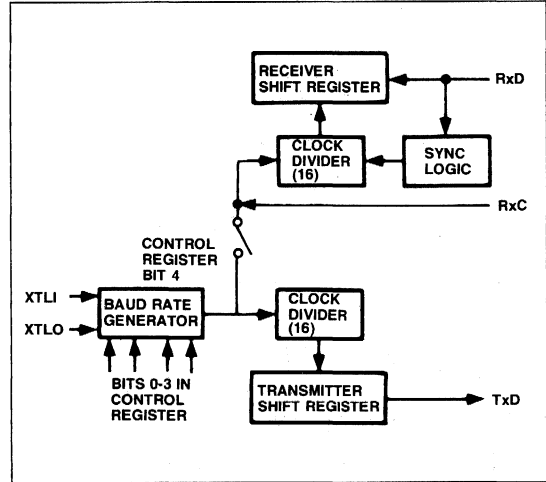 RECEIVER
SHIFT REGISTER
RxD
CLOCK
DIVIDER
(16)
SYNC
LOGIC
RxC
CONTROL
REGISTER
BIT 4
XTLI
XTLO
BAUD RATE
GENERATOR
CLOCK
DIVIDER
(16)
BITS 0-3 IN
CONTROL
REGISTER
TRANSMITTER
SHIFT REGISTER
TxD